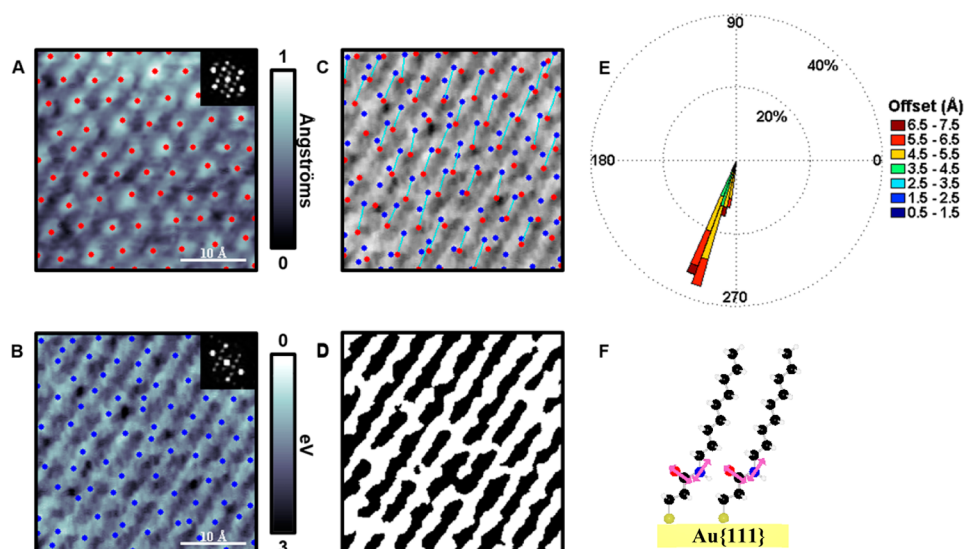 A
1
Ångströms
0
10 Å
C
90
40%
20%
180
0
270
E
Offset (Å)
6.5 - 7.5
5.5 - 6.5
4.5 - 5.5
3.5 - 4.5
2.5 - 3.5
1.5 - 2.5
0.5 - 1.5
B
0
eV
3
10 Å
D
F
Au{111}